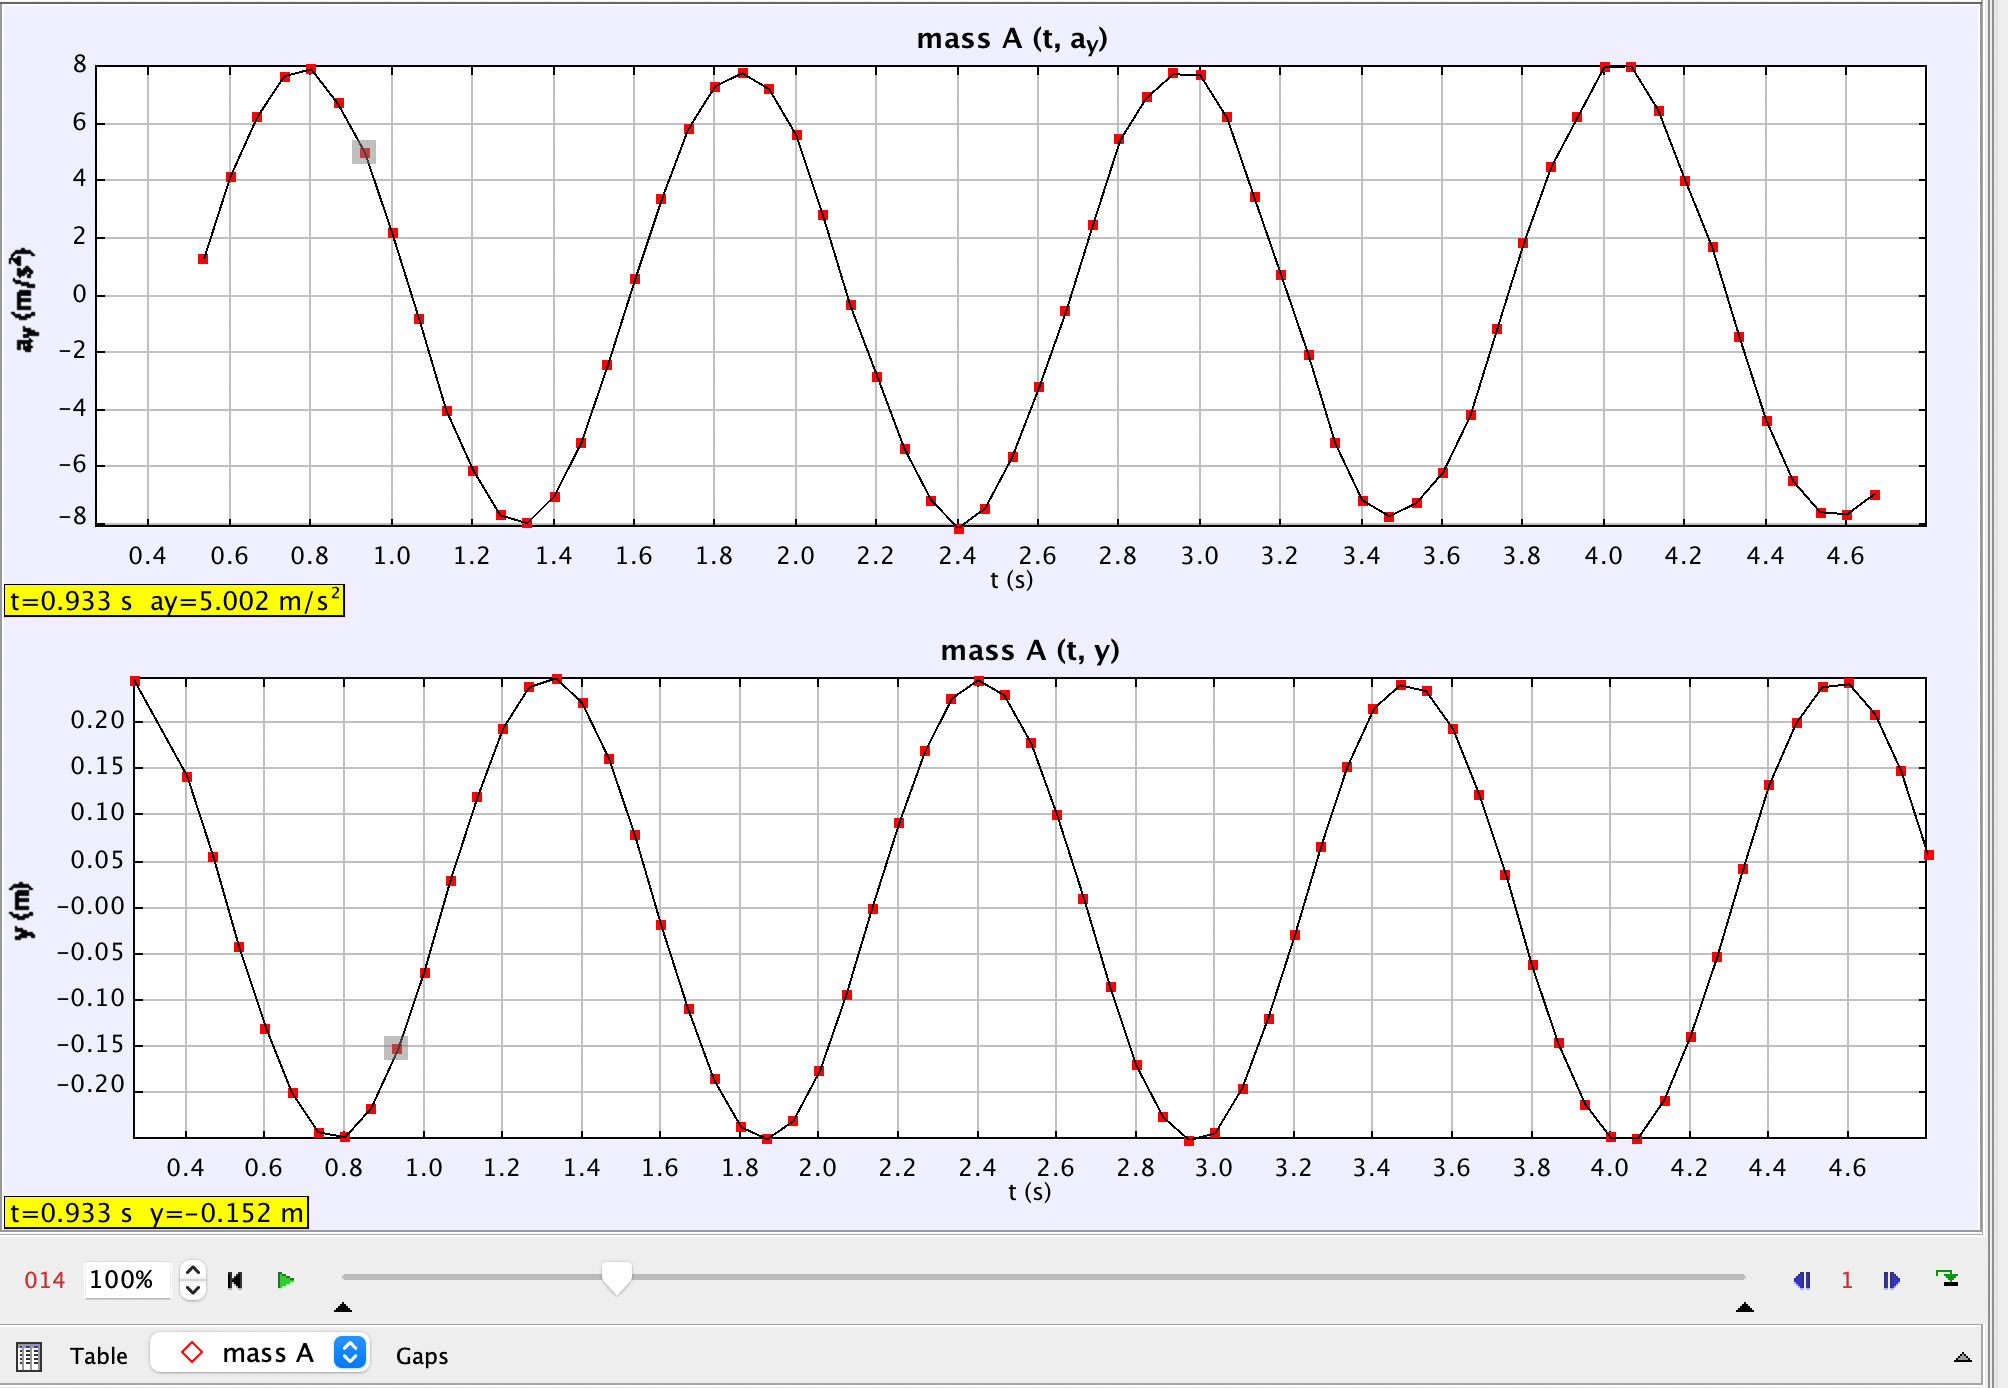 mass A (t, ay)
8
6
4
2
0
−2
−4
−6
−8
ay (m/s²)
0.4 0.6 0.8 1.0 1.2 1.4 1.6 1.8 2.0 2.2 2.4 2.6 2.8 3.0 3.2 3.4 3.6 3.8 4.0 4.2 4.4 4.6
t (s)
t=0.933 s ay=5.002 m/s²
mass A (t, y)
0.20
0.15
0.10
0.05
−0.00
−0.05
−0.10
−0.15
−0.20
y (m)
0.4 0.6 0.8 1.0 1.2 1.4 1.6 1.8 2.0 2.2 2.4 2.6 2.8 3.0 3.2 3.4 3.6 3.8 4.0 4.2 4.4 4.6
t (s)
t=0.933 s y=−0.152 m
014 100% 1
Table mass A Gaps